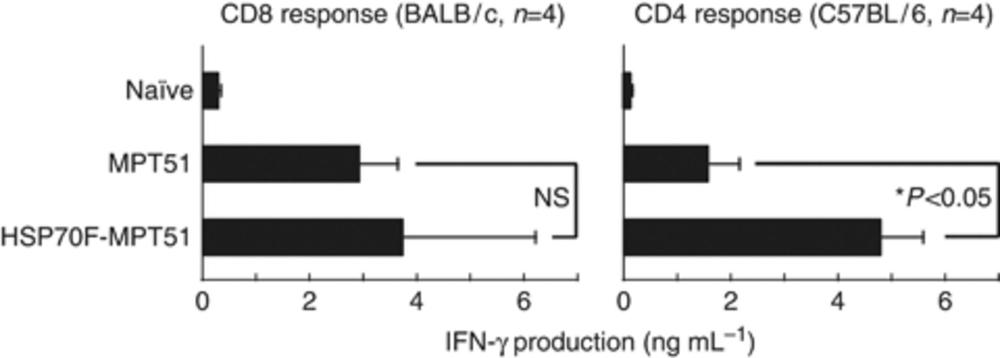 CD8 response (BALB/c, n=4)
CD4 response (C57BL/6, n=4)
Naïve
MPT51
NS
*P<0.05
HSP70F-MPT51
0 2 4 6
0 2 4 6
IFN-γ production (ng mL⁻¹)